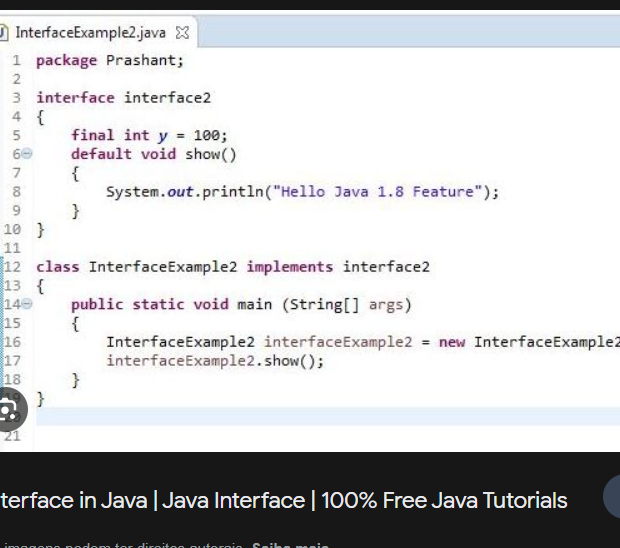 InterfaceExample2.java
1 package Prashant;
2
3 interface interface2
4 {
5 final int y = 100;
6 default void show()
7 {
8 System.out.println("Hello Java 1.8 Feature");
9 }
10 }
11
12 class InterfaceExample2 implements interface2
13 {
14 public static void main (String[] args)
15 {
16 InterfaceExample2 interfaceExample2 = new InterfaceExample2
17 interfaceExample2.show();
18 }
19 }
21
terface in Java | Java Interface | 100% Free Java Tutorials
imagens podem ter direitos autorais. Saiba mais